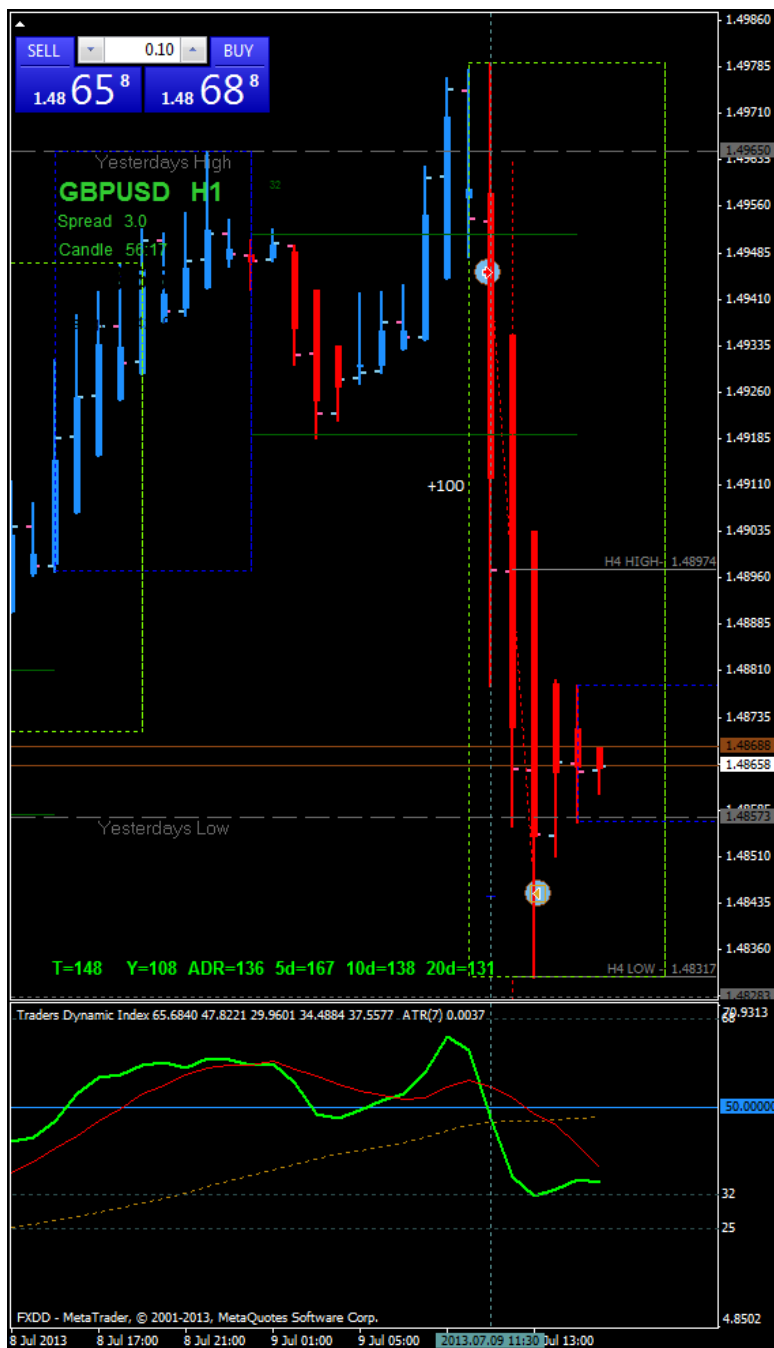 SELL 0.10 BUY
1.48 65 8 1.48 68 8
Yesterdays High
GBPUSD H1
32
Spread 3.0
Candle 56:17
+100
H4 HIGH- 1.48974
Yesterdays Low
T=148 Y=108 ADR=136 5d=167 10d=138 20d=131
H4 LOW - 1.48317
1.49860
1.49785
1.49710
1.49650
1.49635
1.49560
1.49485
1.49410
1.49335
1.49260
1.49185
1.49110
1.49035
1.48960
1.48885
1.48810
1.48735
1.48688
1.48658
1.48573
1.48510
1.48435
1.48360
1.48283
Traders Dynamic Index 65.6840 47.8221 29.9601 34.4884 37.5577 ATR(7) 0.0037
70.9313
68
50.00000
32
25
4.8502
FXDD - MetaTrader, © 2001-2013, MetaQuotes Software Corp.
8 Jul 2013 8 Jul 17:00 8 Jul 21:00 9 Jul 01:00 9 Jul 05:00 2013.07.09 11:30 Jul 13:00